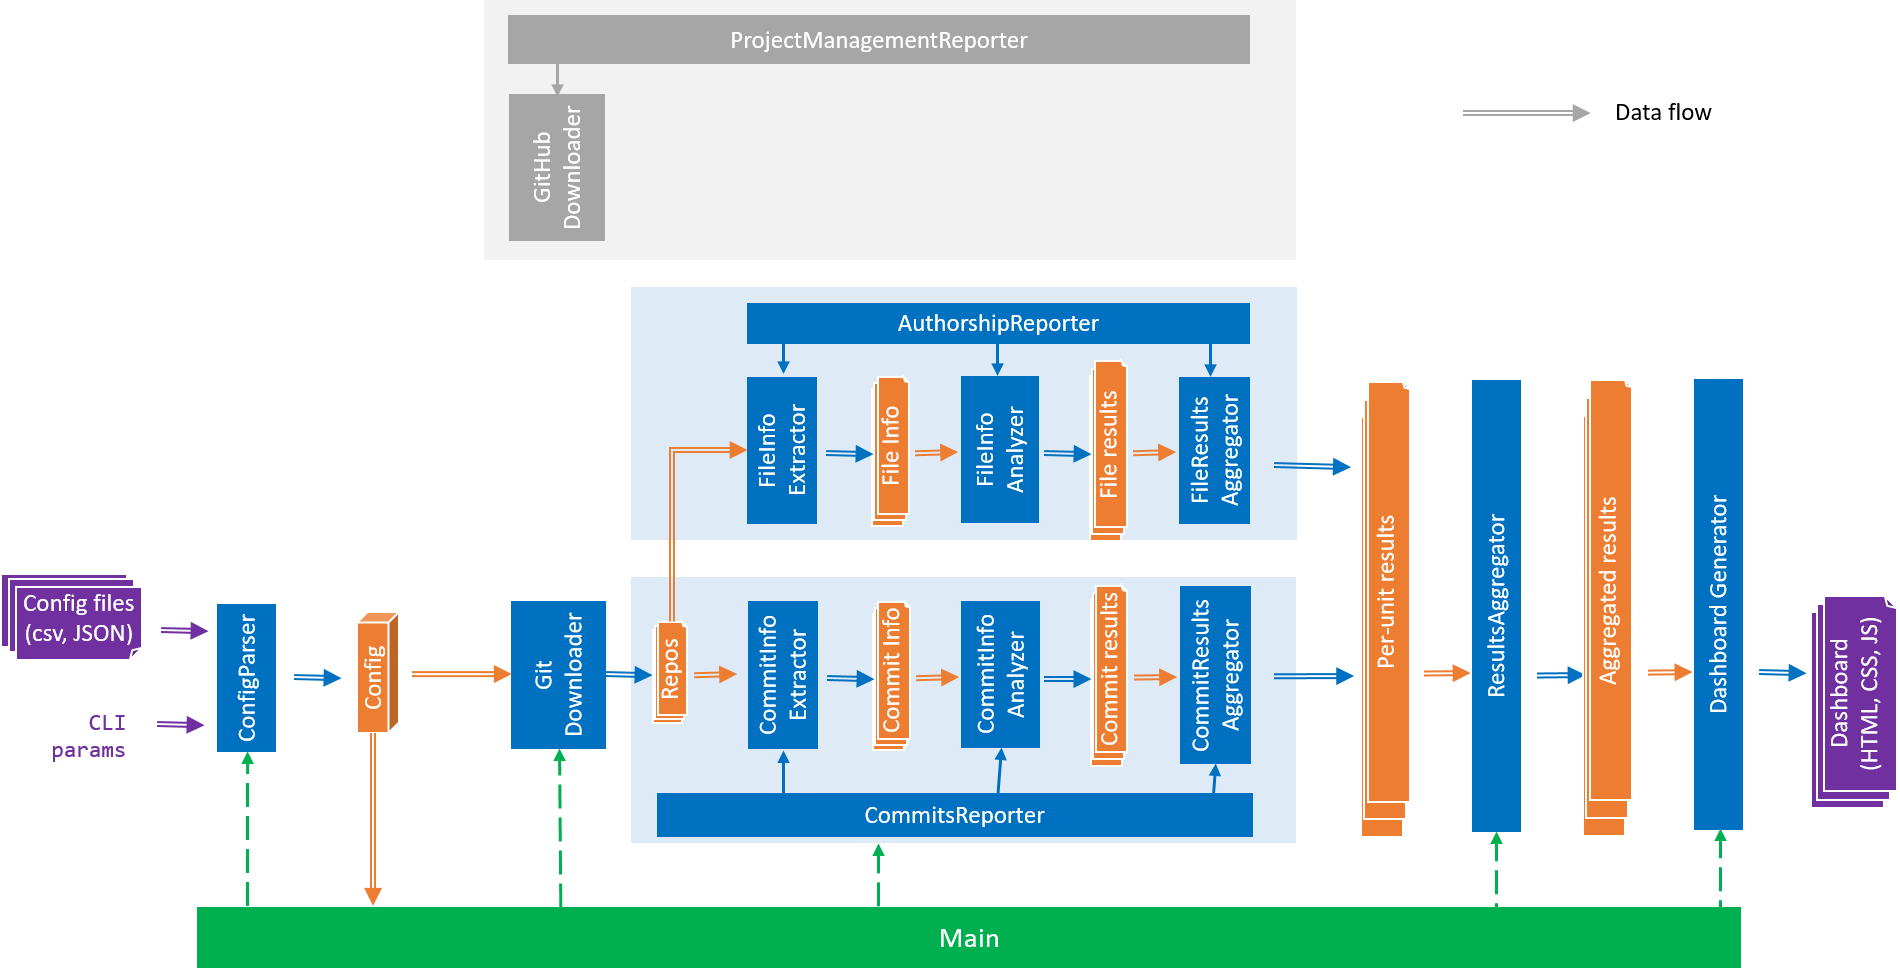 ProjectManagementReporter
GitHub
Downloader
Data flow
AuthorshipReporter
FileInfo
Extractor
File Info
FileInfo
Analyzer
File results
FileResults
Aggregator
Config files
(csv, JSON)
CLI
params
ConfigParser
Config
Git
Downloader
Repos
CommitInfo
Extractor
Commit Info
CommitInfo
Analyzer
Commit results
CommitResults
Aggregator
CommitsReporter
Per-unit results
ResultsAggregator
Aggregated results
Dashboard Generator
Dashboard
(HTML, CSS, JS)
Main